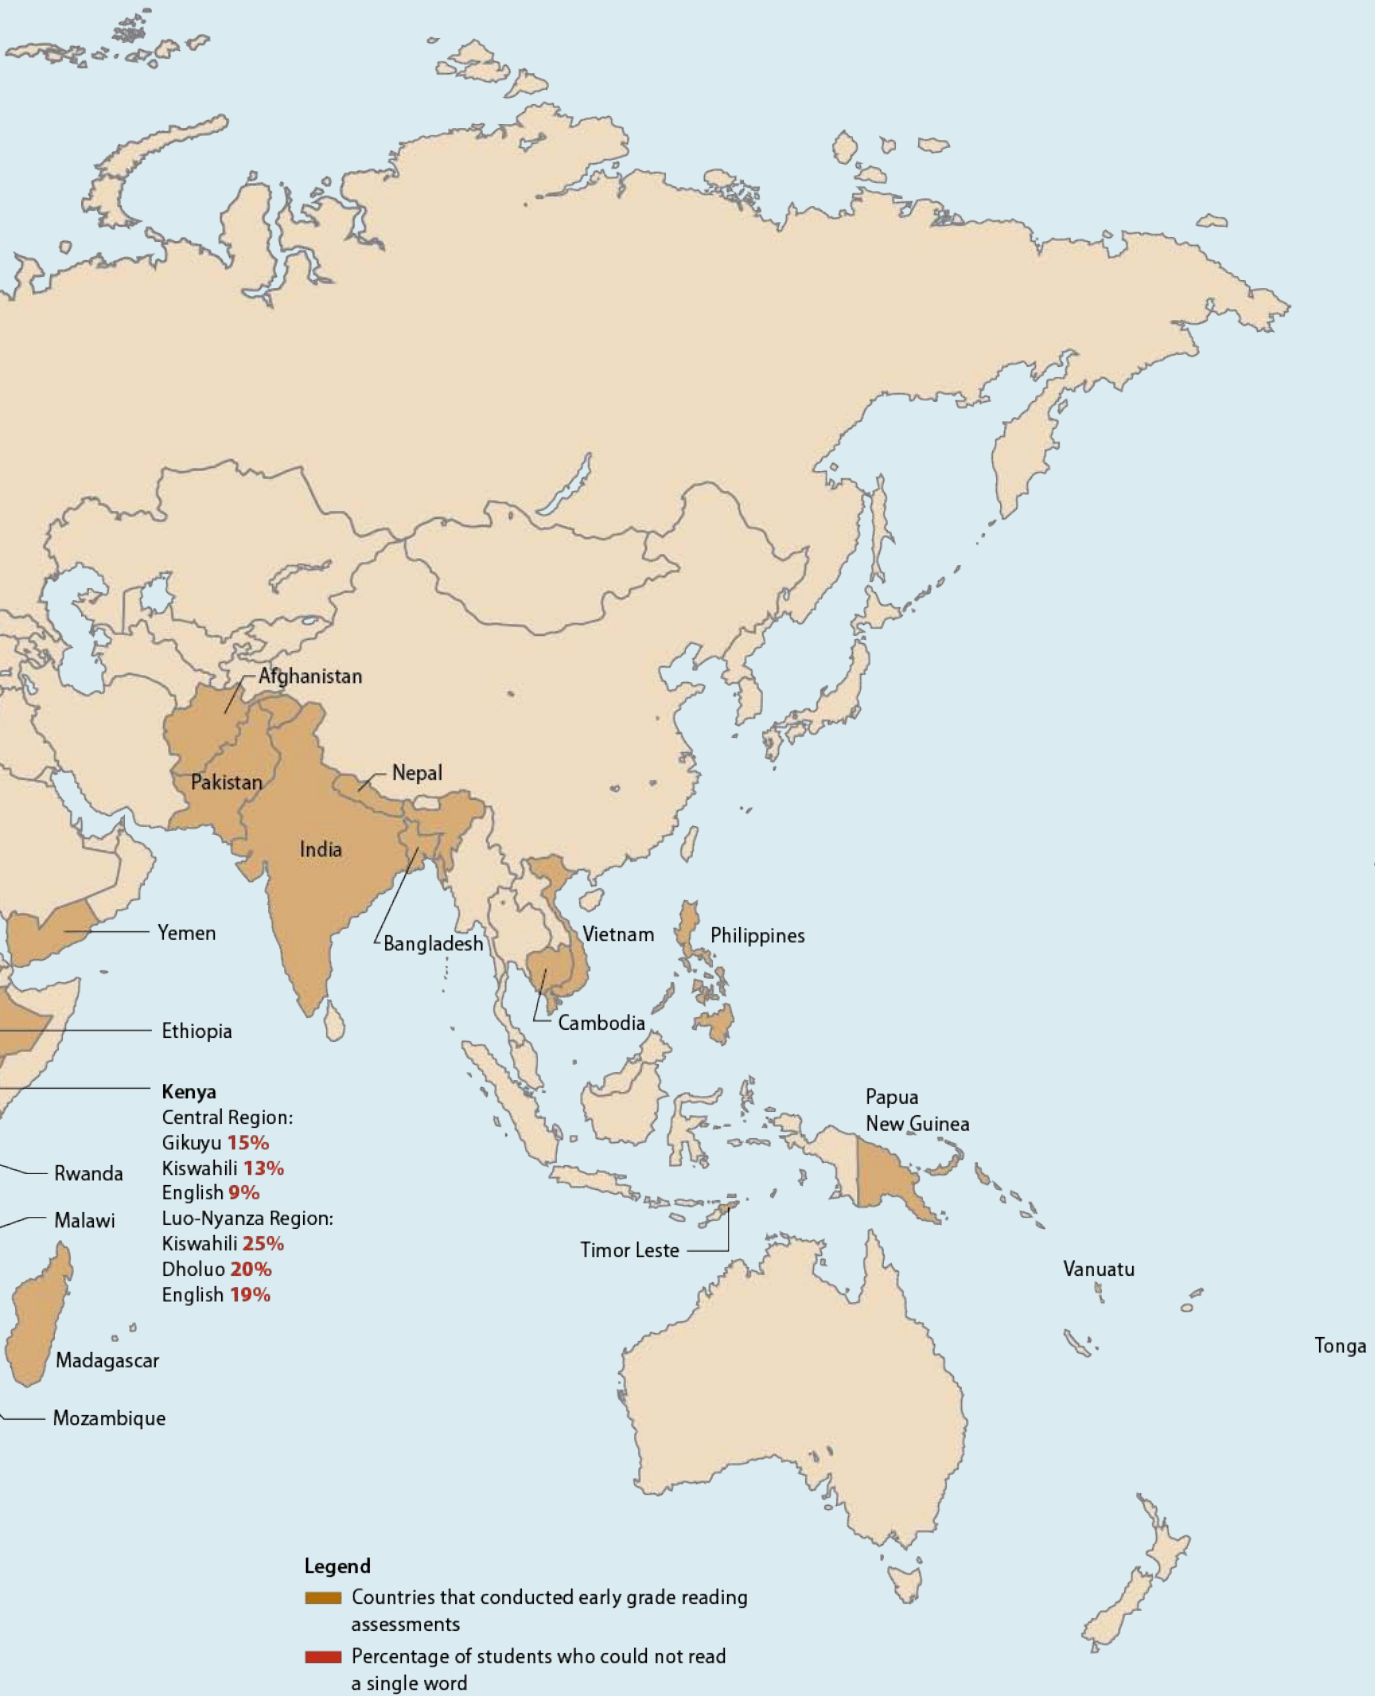 Afghanistan
Nepal
Pakistan
India
Yemen
Bangladesh
Vietnam
Philippines
Ethiopia
Cambodia
Kenya
Central Region:
Gikuyu 15%
Kiswahili 13%
English 9%
Luo-Nyanza Region:
Kiswahili 25%
Dholuo 20%
English 19%
Papua
New Guinea
Rwanda
Malawi
Timor Leste
Vanuatu
Tonga
Madagascar
Mozambique
Legend
Countries that conducted early grade reading
assessments
Percentage of students who could not read
a single word